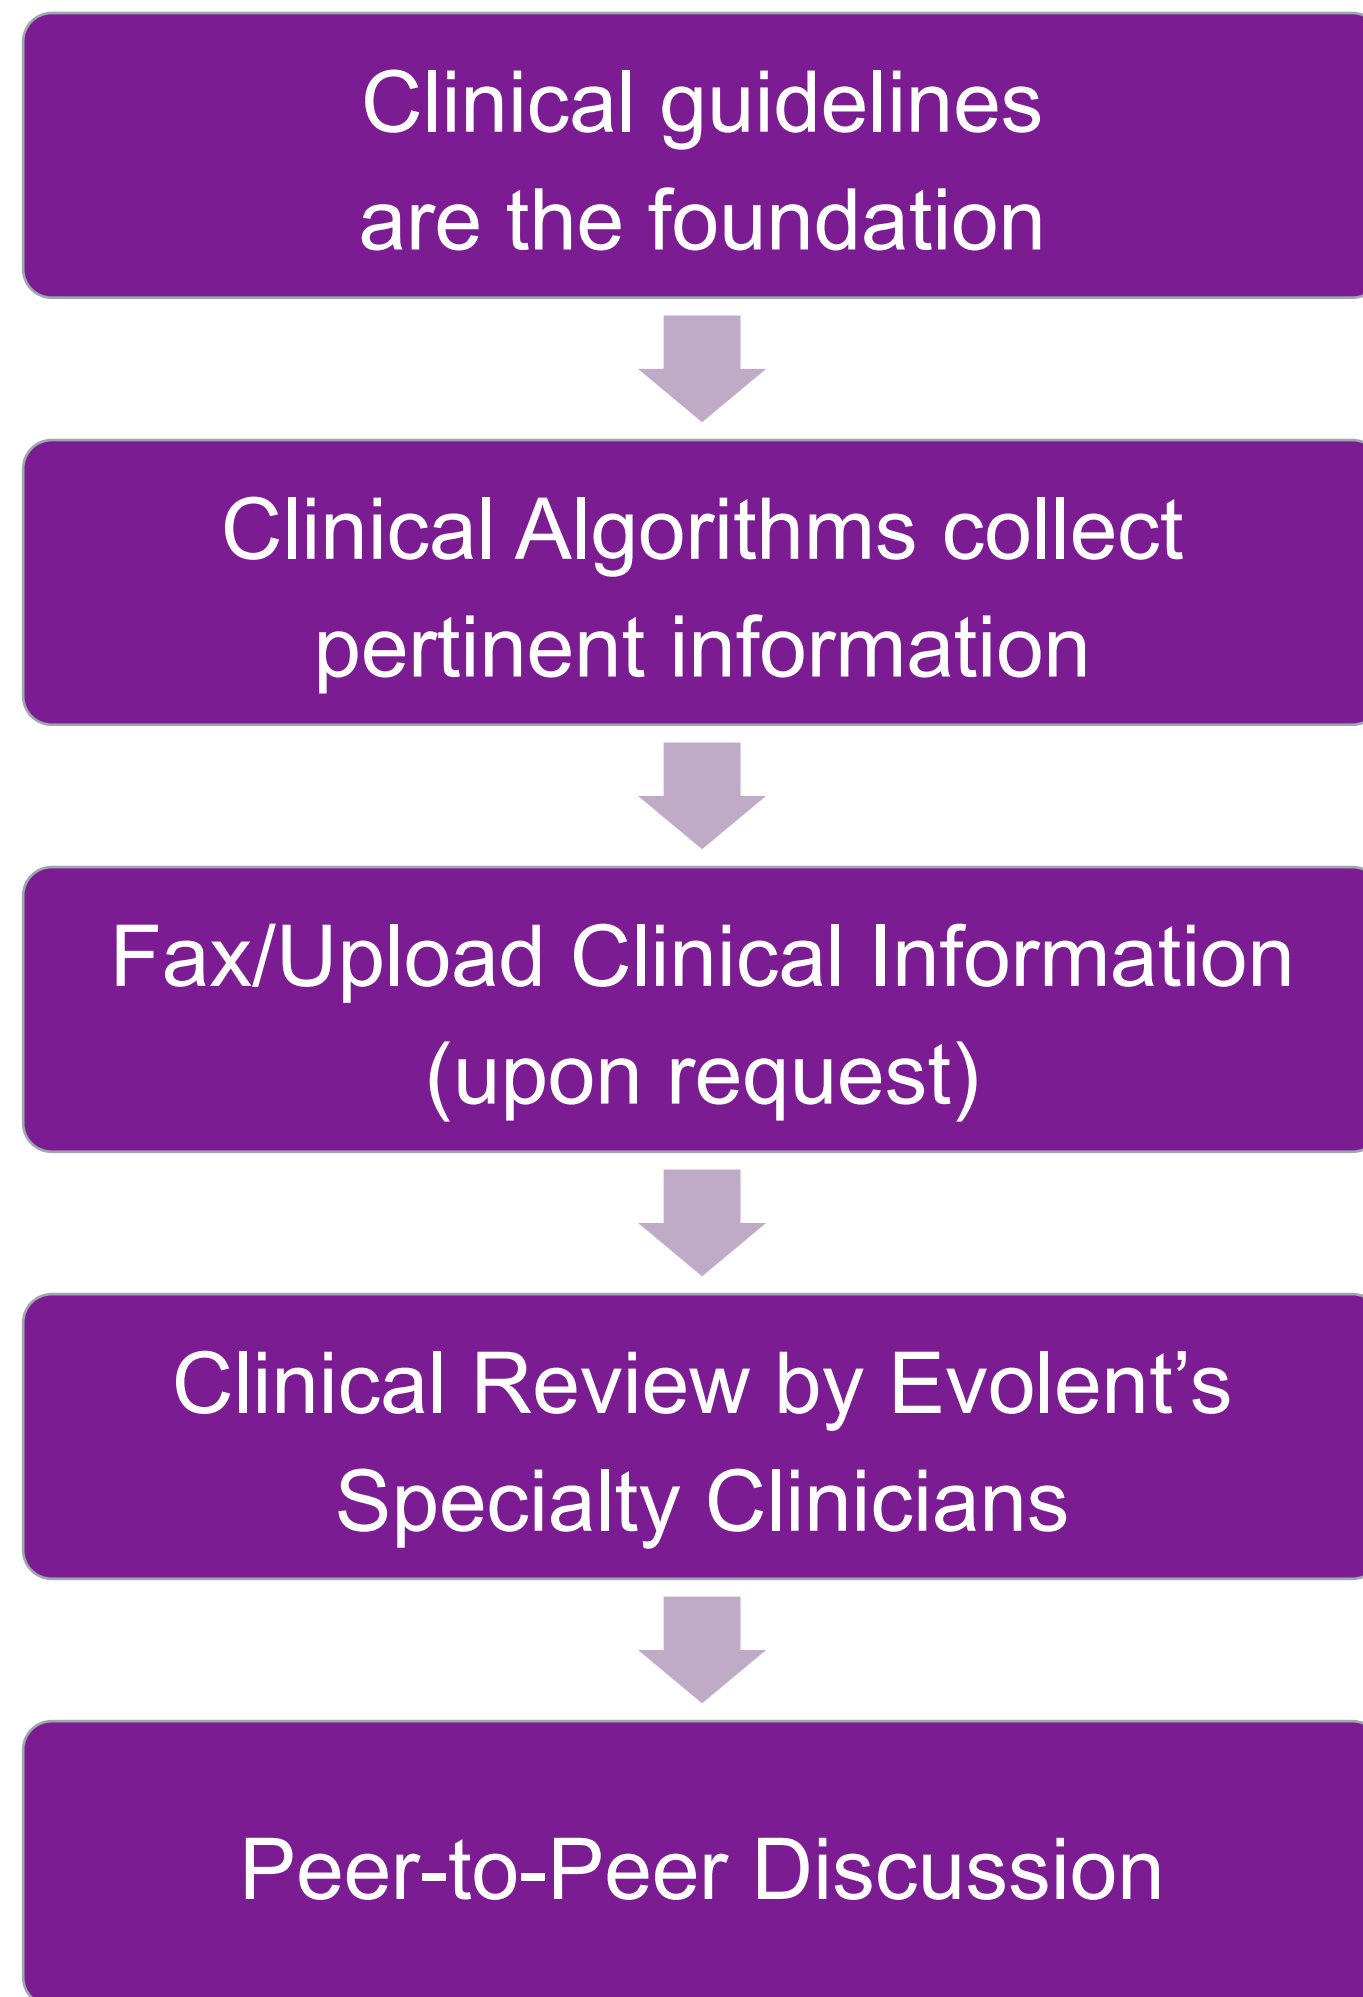 Clinical guidelines
are the foundation
Clinical Algorithms collect
pertinent information
Fax/Upload Clinical Information
(upon request)
Clinical Review by Evolent’s
Specialty Clinicians
Peer-to-Peer Discussion